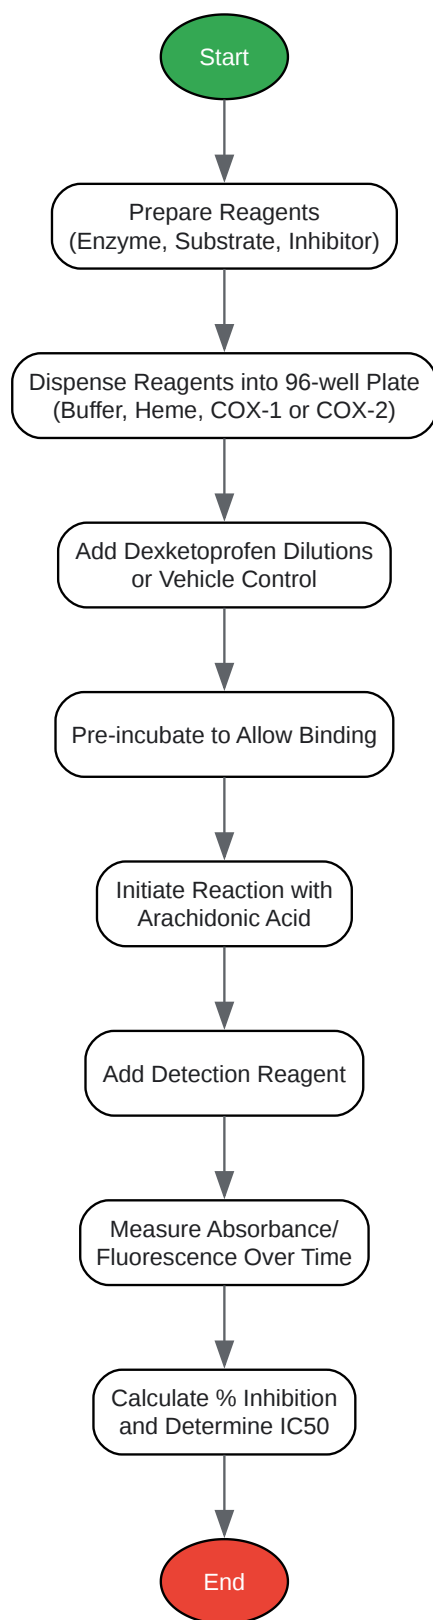 Start
Prepare Reagents
(Enzyme, Substrate, Inhibitor)
Dispense Reagents into 96-well Plate
(Buffer, Heme, COX-1 or COX-2)
Add Dexketoprofen Dilutions
or Vehicle Control
Pre-incubate to Allow Binding
Initiate Reaction with
Arachidonic Acid
Add Detection Reagent
Measure Absorbance/
Fluorescence Over Time
Calculate % Inhibition
and Determine IC50
End